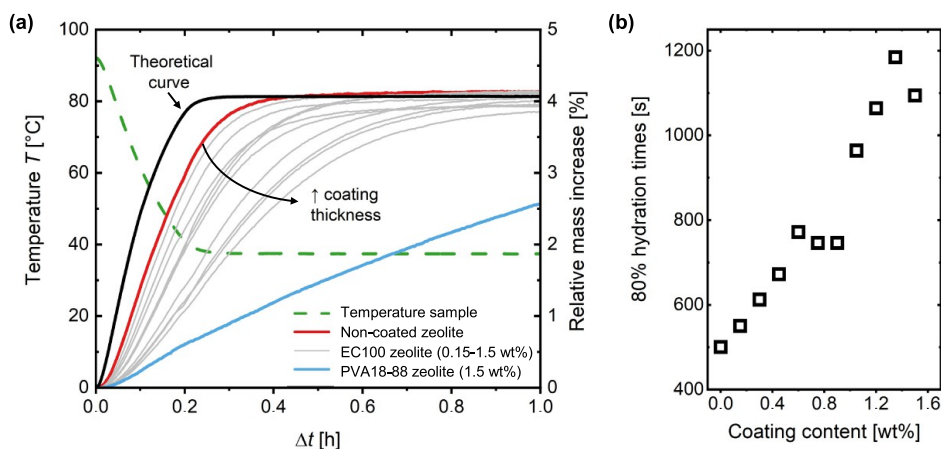 (a)
Temperature T [°C]
100
80
60
40
20
0
Theoretical
curve
↑ coating
thickness
Temperature sample
Non-coated zeolite
EC100 zeolite (0.15-1.5 wt%)
PVA18-88 zeolite (1.5 wt%)
0.0 0.2 0.4 0.6 0.8 1.0
Δt [h]
5
4
3
2
1
0
Relative mass increase [%]
(b)
80% hydration times [s]
1200
1000
800
600
400
0.0 0.4 0.8 1.2 1.6
Coating content [wt%]